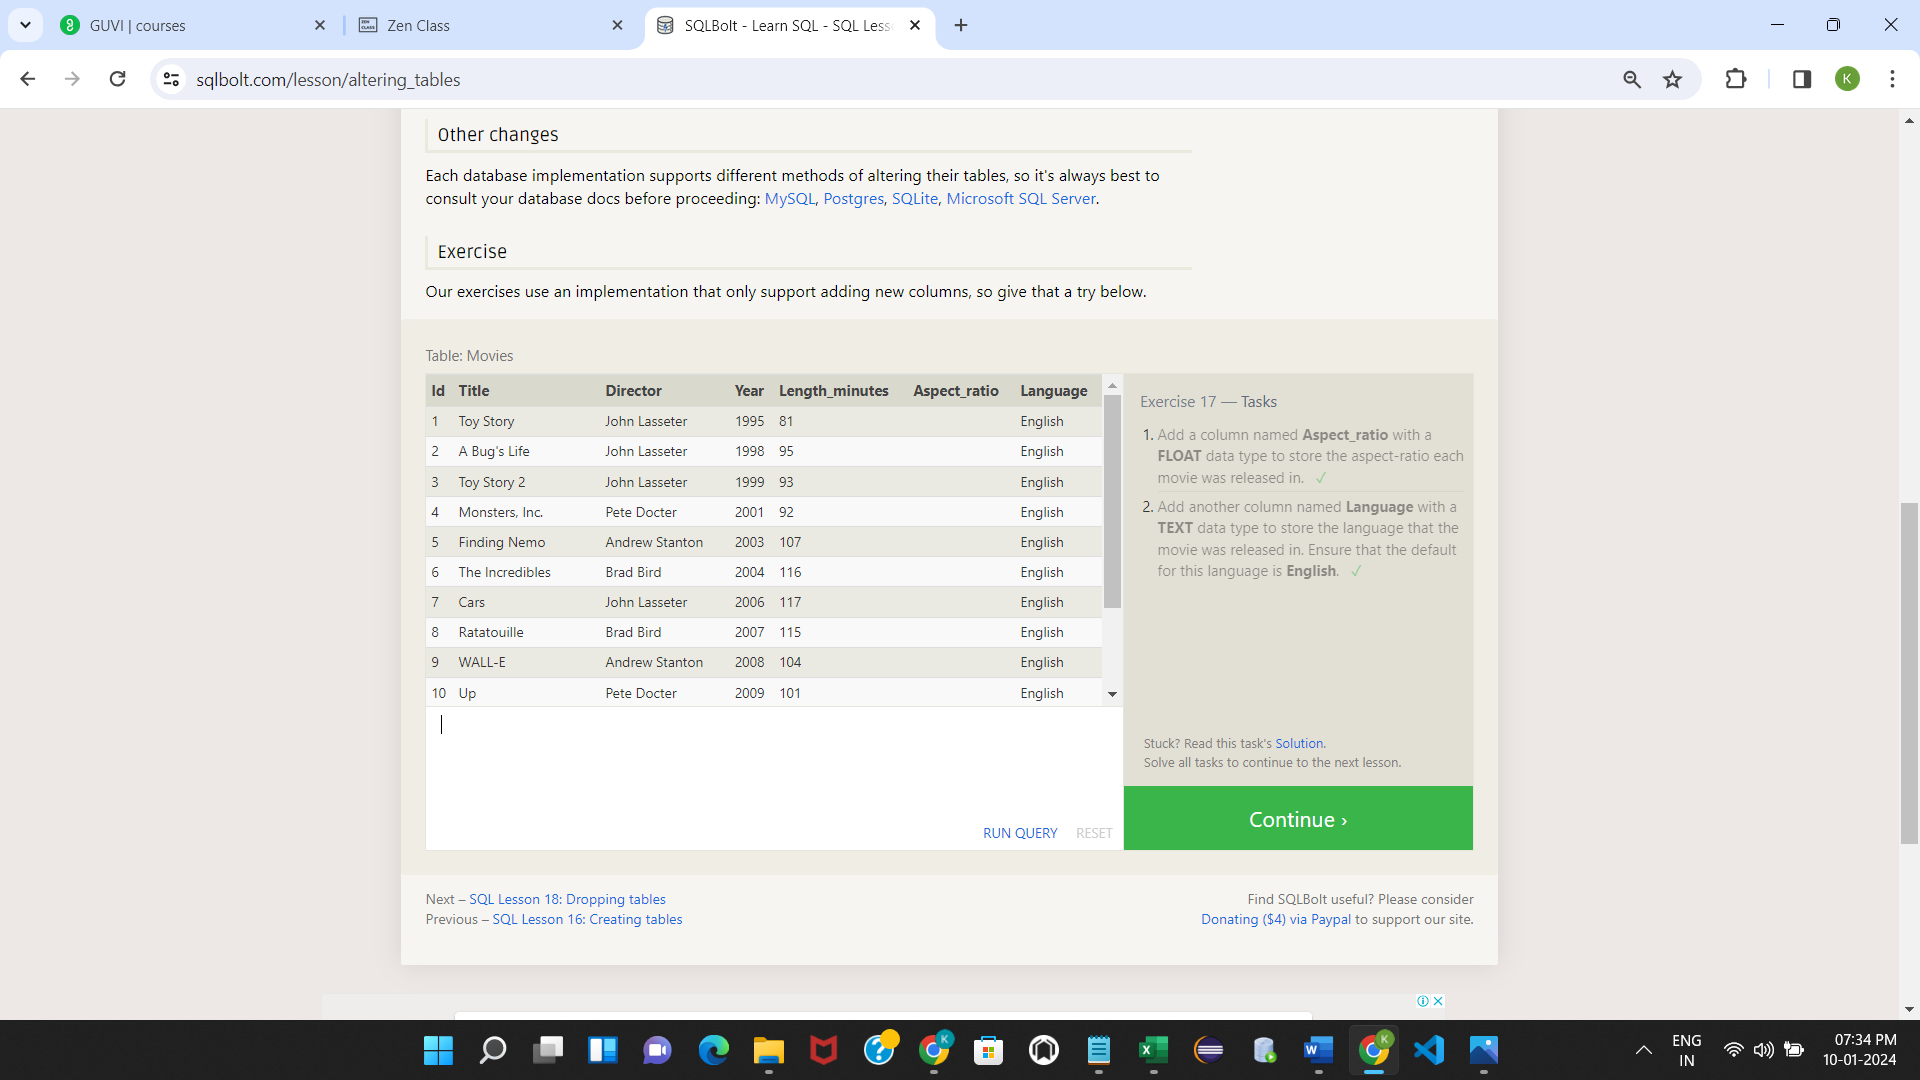 GUVI | courses
Zen Class
SQLBolt - Learn SQL - SQL Less
sqlbolt.com/lesson/altering_tables
K
Other changes
Each database implementation supports different methods of altering their tables, so it's always best to
consult your database docs before proceeding: MySQL, Postgres, SQLite, Microsoft SQL Server.
Exercise
Our exercises use an implementation that only support adding new columns, so give that a try below.
Table: Movies
Id Title Director Year Length_minutes Aspect_ratio Language
1 Toy Story John Lasseter 1995 81 English
2 A Bug's Life John Lasseter 1998 95 English
3 Toy Story 2 John Lasseter 1999 93 English
4 Monsters, Inc. Pete Docter 2001 92 English
5 Finding Nemo Andrew Stanton 2003 107 English
6 The Incredibles Brad Bird 2004 116 English
7 Cars John Lasseter 2006 117 English
8 Ratatouille Brad Bird 2007 115 English
9 WALL-E Andrew Stanton 2008 104 English
10 Up Pete Docter 2009 101 English
RUN QUERY RESET
Exercise 17 — Tasks
1. Add a column named Aspect_ratio with a
FLOAT data type to store the aspect-ratio each
movie was released in. ✓
2. Add another column named Language with a
TEXT data type to store the language that the
movie was released in. Ensure that the default
for this language is English. ✓
Stuck? Read this task's Solution.
Solve all tasks to continue to the next lesson.
Continue ›
Next – SQL Lesson 18: Dropping tables
Previous – SQL Lesson 16: Creating tables
Find SQLBolt useful? Please consider
Donating ($4) via Paypal to support our site.
ENG
IN
07:34 PM
10-01-2024